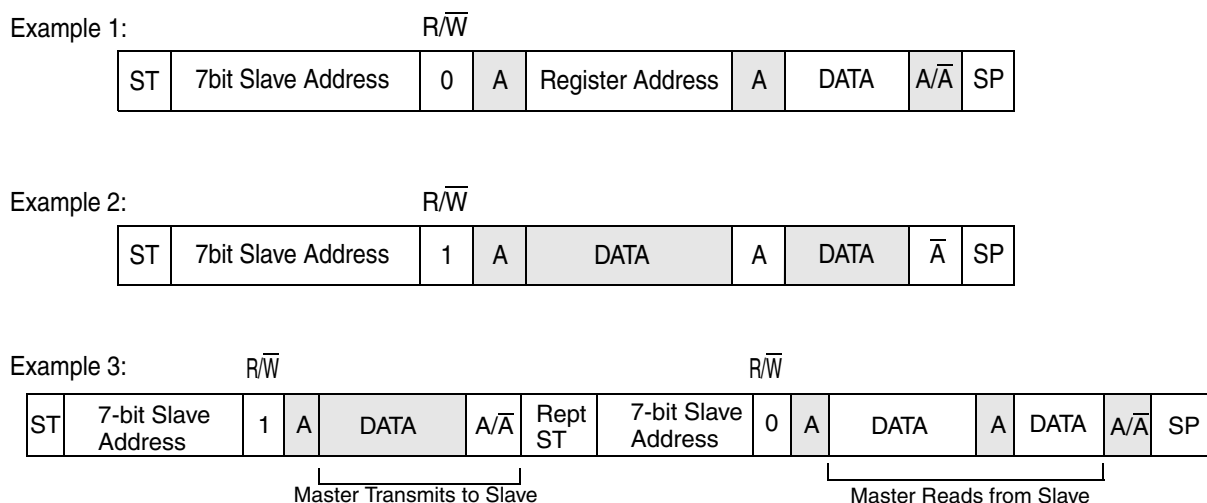 Example 1:
R/W̅
ST 7bit Slave Address 0 A Register Address A DATA A/A̅ SP
Example 2:
R/W̅
ST 7bit Slave Address 1 A DATA A DATA A̅ SP
Example 3:
R/W̅ R/W̅
ST 7-bit Slave Address 1 A DATA A/A̅ Rept ST 7-bit Slave Address 0 A DATA A DATA A/A̅ SP
Master Transmits to Slave Master Reads from Slave